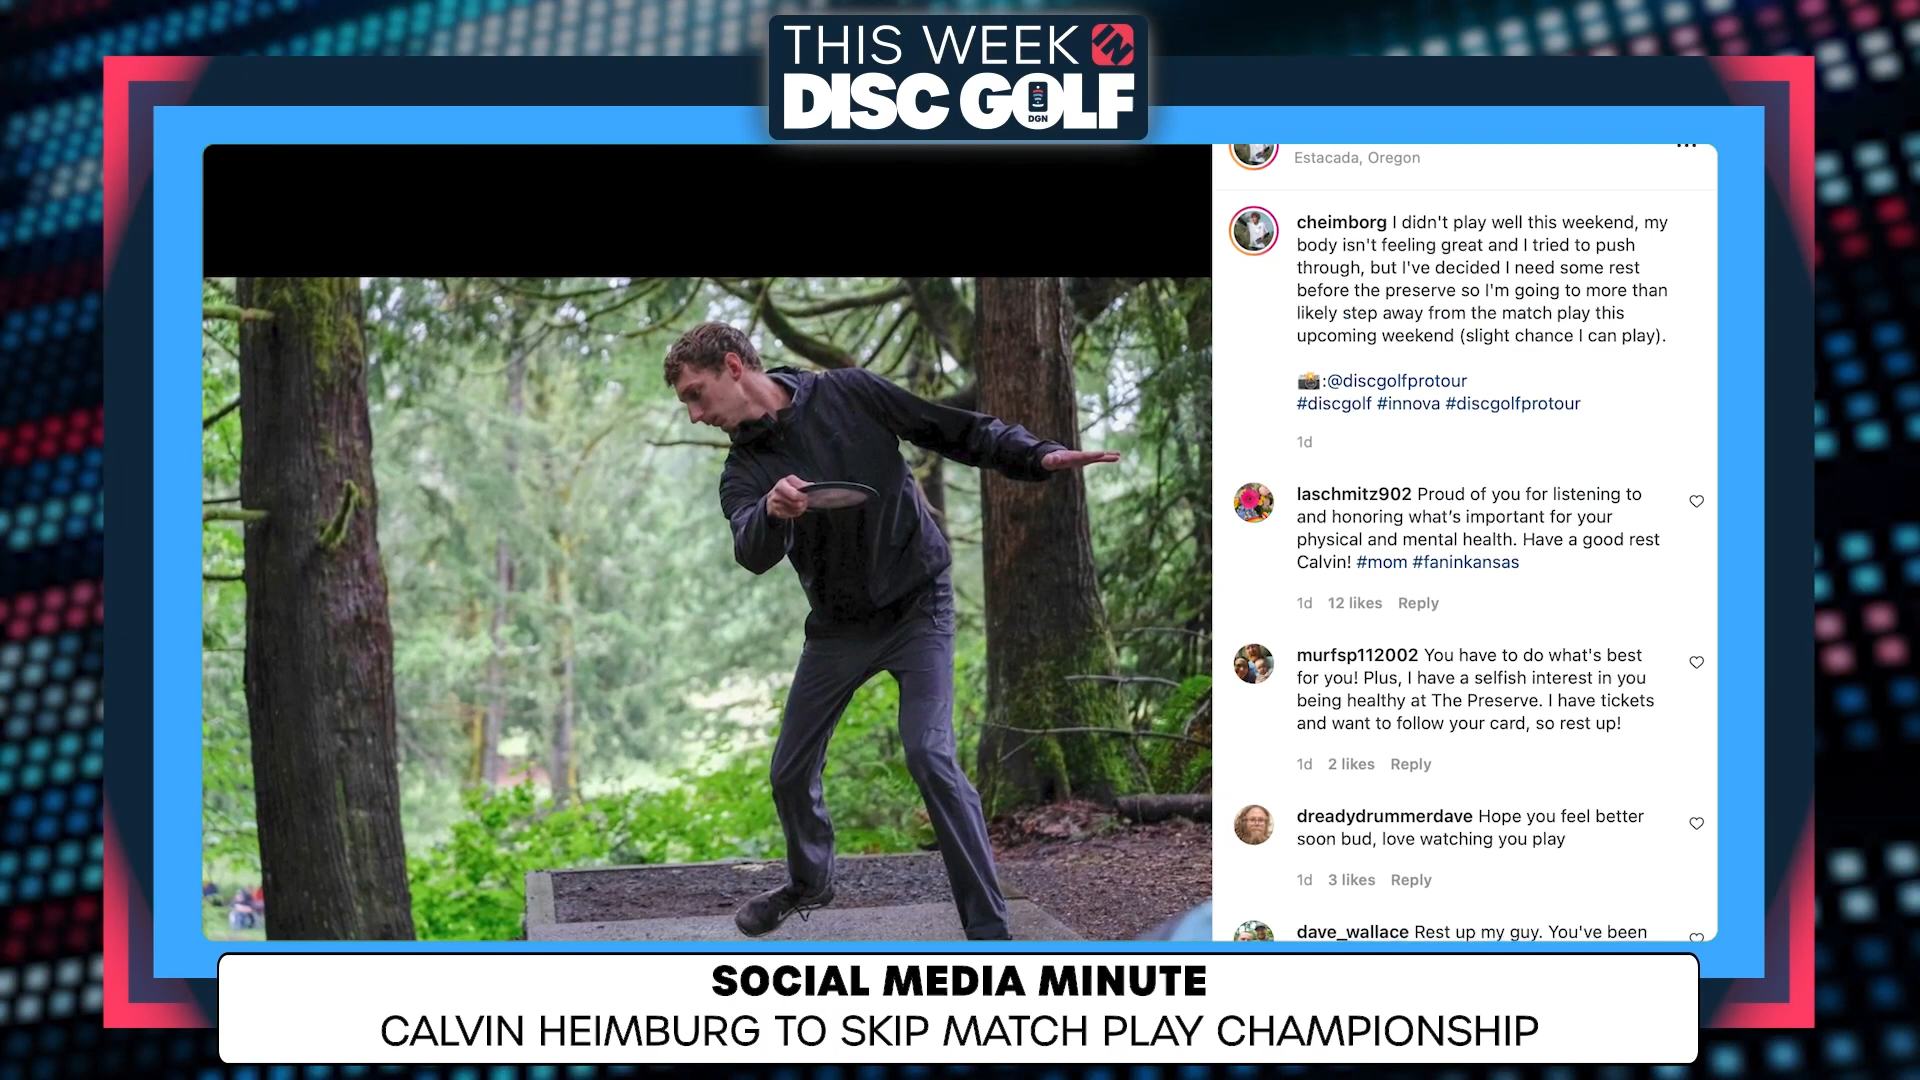 THIS WEEK IN
DISC GOLF
DGN
Estacada, Oregon
cheimborg I didn't play well this weekend, my
body isn't feeling great and I tried to push
through, but I've decided I need some rest
before the preserve so I'm going to more than
likely step away from the match play this
upcoming weekend (slight chance I can play).
📸:@discgolfprotour
#discgolf #innova #discgolfprotour
1d
laschmitz902 Proud of you for listening to
and honoring what’s important for your
physical and mental health. Have a good rest
Calvin! #mom #faninkansas
1d 12 likes Reply
murfsp112002 You have to do what's best
for you! Plus, I have a selfish interest in you
being healthy at The Preserve. I have tickets
and want to follow your card, so rest up!
1d 2 likes Reply
dreadydrummerdave Hope you feel better
soon bud, love watching you play
1d 3 likes Reply
dave_wallace Rest up my guy. You've been
SOCIAL MEDIA MINUTE
CALVIN HEIMBURG TO SKIP MATCH PLAY CHAMPIONSHIP